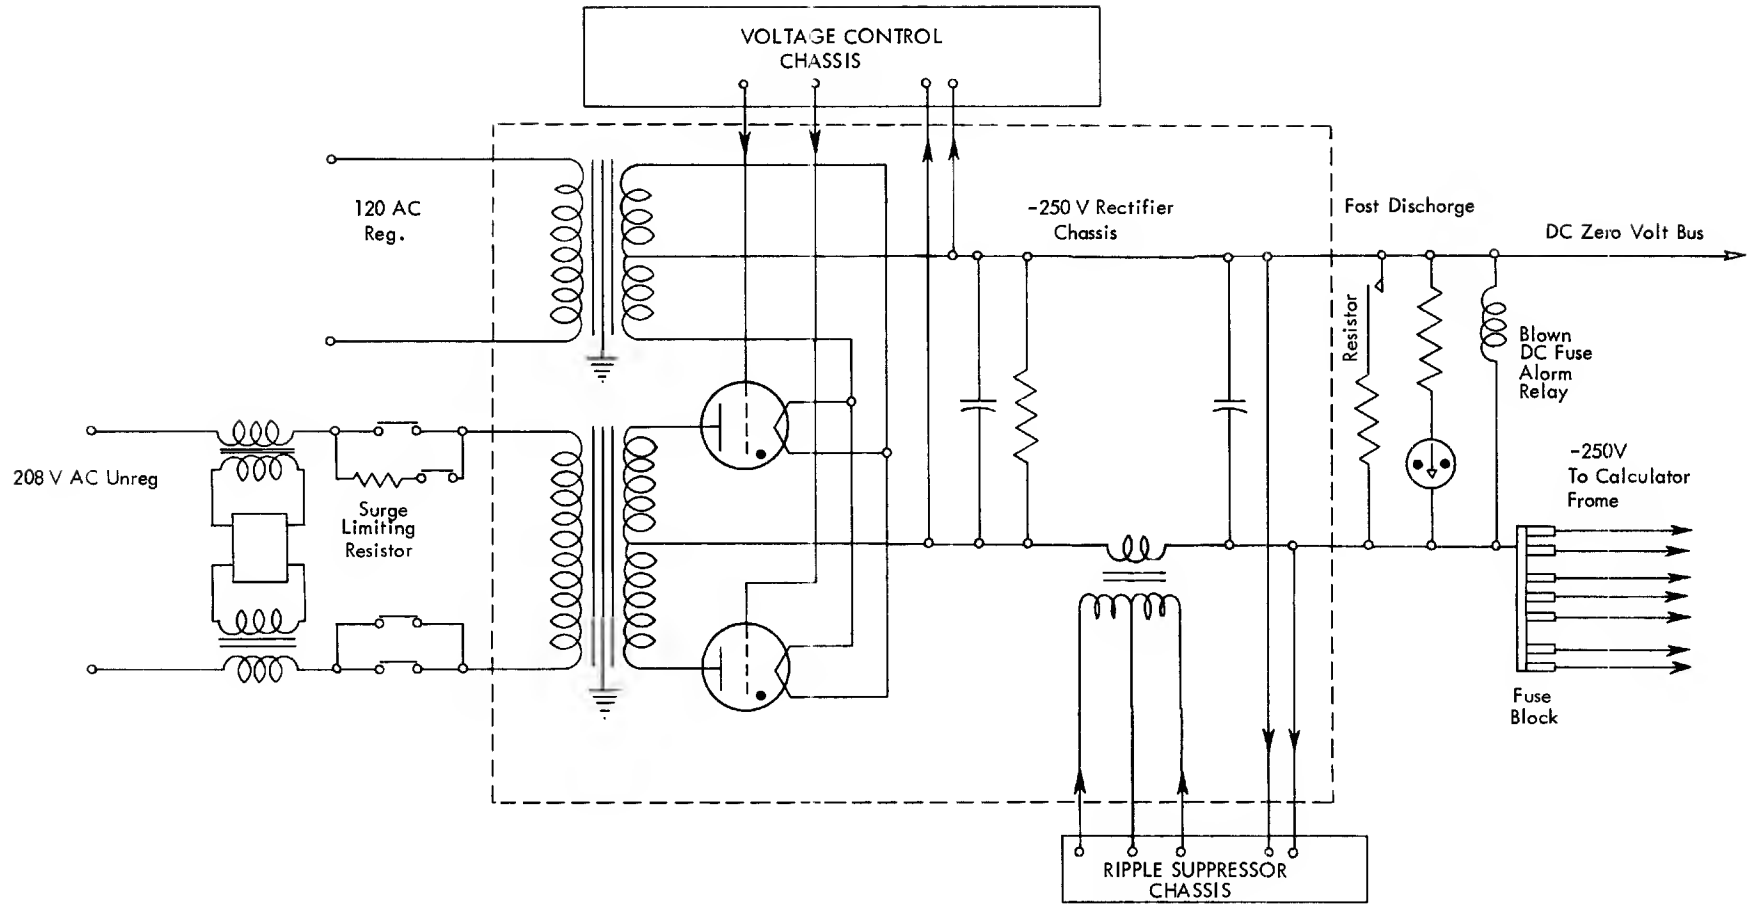 VOLTAGE CONTROL
CHASSIS
120 AC
Reg.
-250 V Rectifier
Chassis
Fost Discharge
DC Zero Volt Bus
Resistor
Blown
DC Fuse
Alorm
Relay
208 V AC Unreg
Surge
Limiting
Resistor
-250V
To Calculator
Frome
Fuse
Block
RIPPLE SUPPRESSOR
CHASSIS